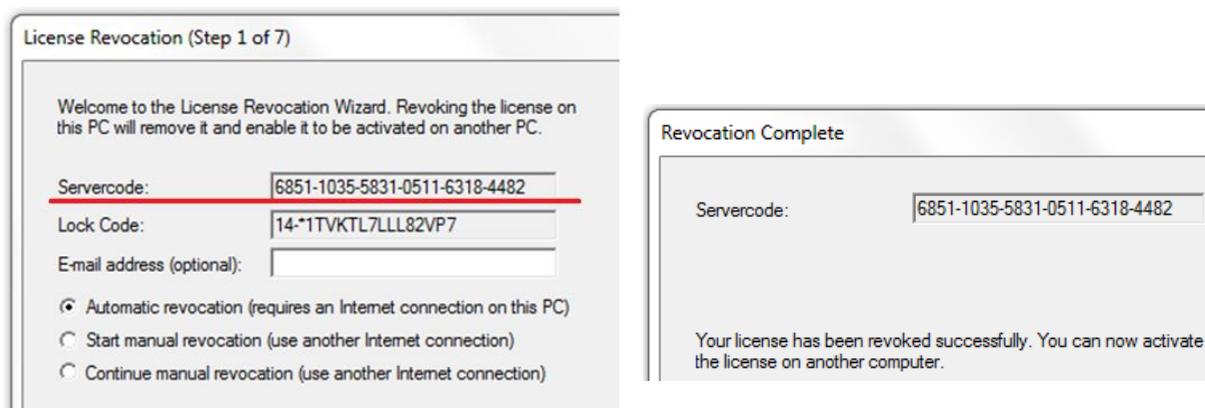 License Revocation (Step 1 of 7)
Welcome to the License Revocation Wizard. Revoking the license on
this PC will remove it and enable it to be activated on another PC.
Servercode: 6851-1035-5831-0511-6318-4482
Lock Code: 14-*1TVKTL7LLL82VP7
E-mail address (optional):
Automatic revocation (requires an Internet connection on this PC)
Start manual revocation (use another Internet connection)
Continue manual revocation (use another Internet connection)
Revocation Complete
Servercode: 6851-1035-5831-0511-6318-4482
Your license has been revoked successfully. You can now activate
the license on another computer.